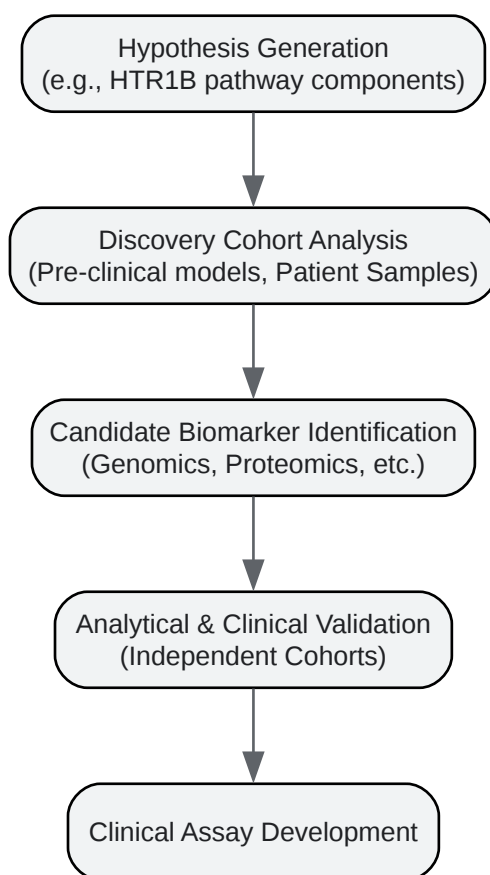 Hypothesis Generation
(e.g., HTR1B pathway components)
Discovery Cohort Analysis
(Pre-clinical models, Patient Samples)
Candidate Biomarker Identification
(Genomics, Proteomics, etc.)
Analytical & Clinical Validation
(Independent Cohorts)
Clinical Assay Development